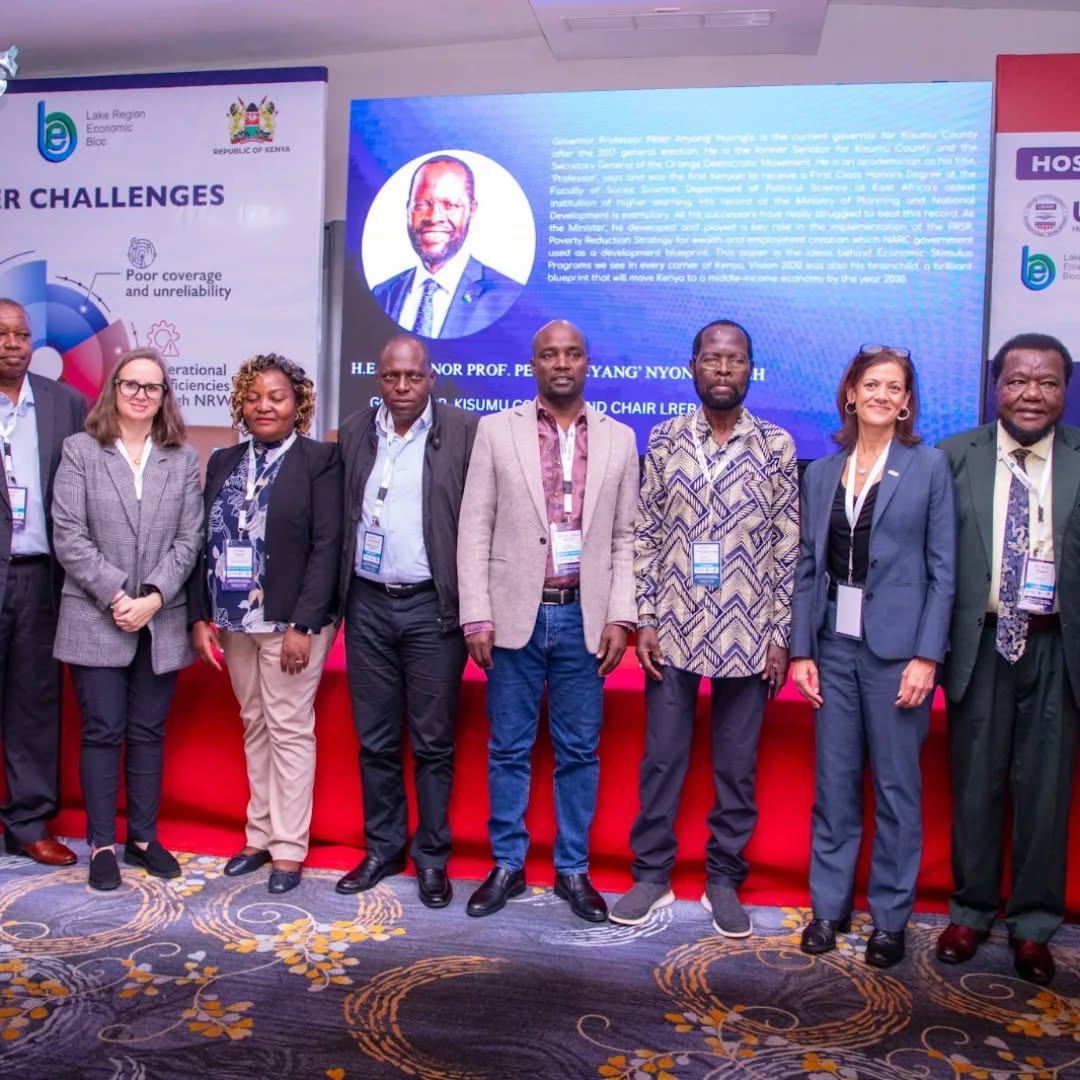 be
Lake Region
Economic
Bloc
REPUBLIC OF KENYA
ER CHALLENGES
Poor coverage
and unreliability
erational
ficiencies
gh NRW
Governor Professor Peter Anyang' Nyong'o is the current governor for Kisumu County
after the 2017 general election. He is the former Senator for Kisumu County and the
Secretary General of the Orange Democratic Movement. He is an academician as his title,
'Professor', says and was the first Kenyan to receive a First Class Honors Degree at the
Faculty of Social Science, Department of Political Science at East Africa's oldest
institution of higher learning. His record at the Ministry of Planning and National
Development is exemplary. All his successors have really struggled to beat this record. As
the Minister, he developed and played a key role in the implementation of the PRSP,
Poverty Reduction Strategy for wealth and employment creation which NARC government
used as a development blueprint. This paper is the ideas behind Economic Stimulus
Programs we see in every corner of Kenya. Vision 2030 was also his brainchild, a brilliant
blueprint that will move Kenya to a middle-income economy by the year 2030.
H.E NOR PROF. PE YANG' NYON H
G R, KISUMU CO ND CHAIR LREB
HOS
U
be
Lake
Eco
Bloc